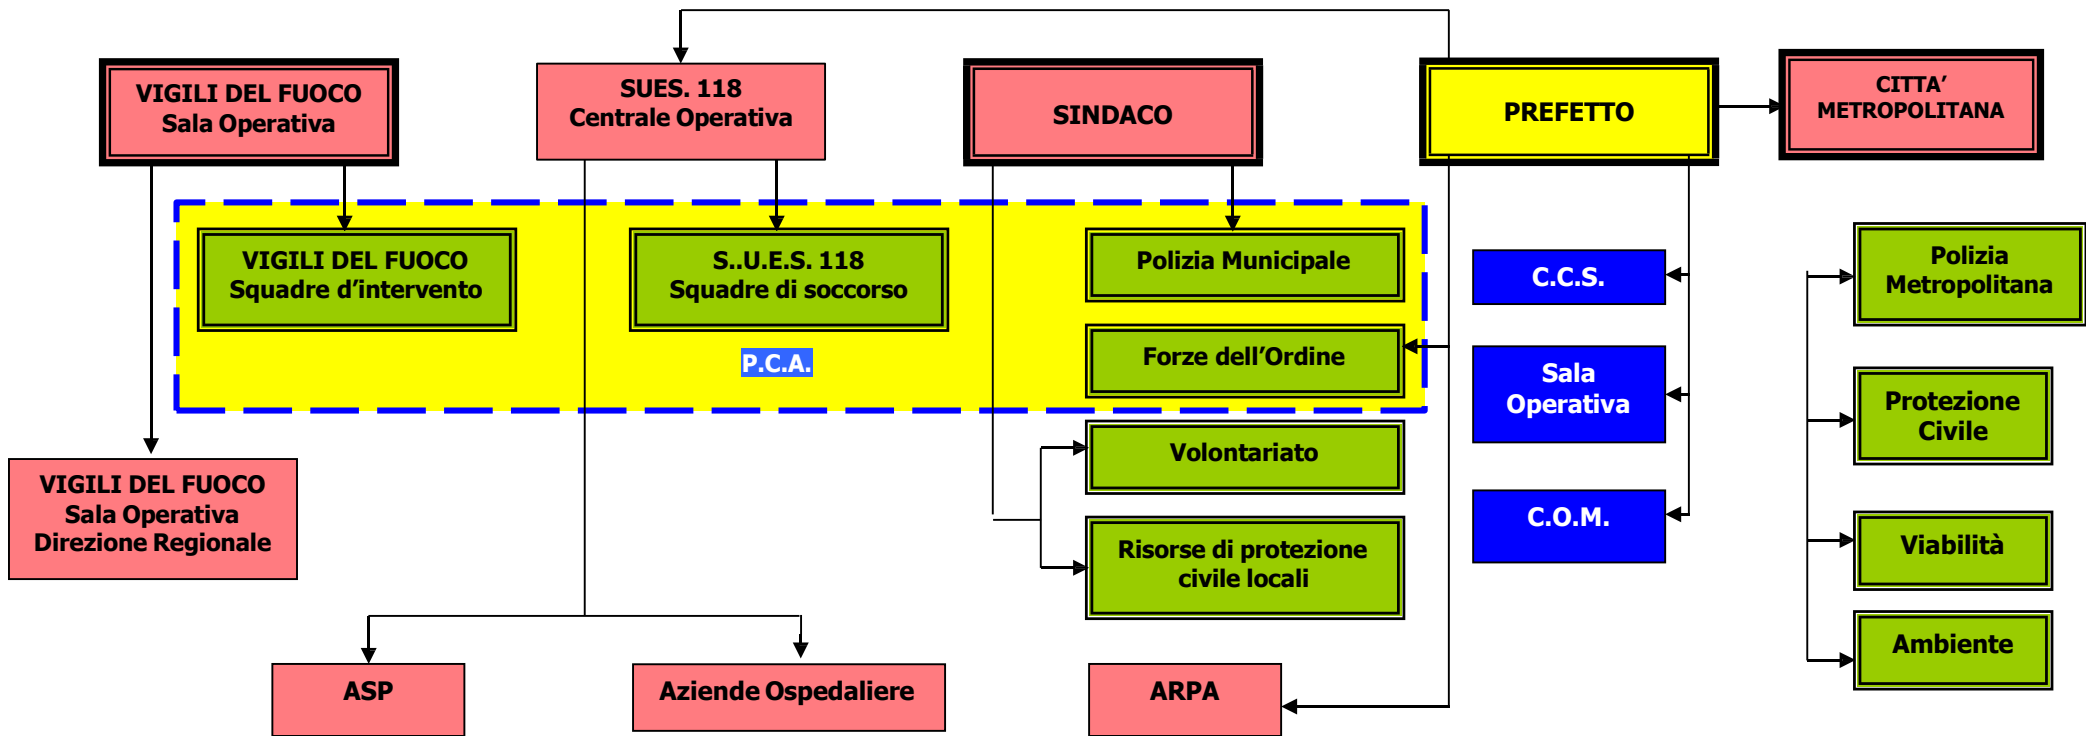 VIGILI DEL FUOCO
Sala Operativa
SUES. 118
Centrale Operativa
SINDACO
PREFETTO
CITTA'
METROPOLITANA
VIGILI DEL FUOCO
Squadre d'intervento
S..U.E.S. 118
Squadre di soccorso
Polizia Municipale
C.C.S.
Polizia
Metropolitana
P.C.A.
Forze dell'Ordine
Sala
Operativa
Protezione
Civile
Volontariato
VIGILI DEL FUOCO
Sala Operativa
Direzione Regionale
C.O.M.
Risorse di protezione
civile locali
Viabilità
Ambiente
ASP
Aziende Ospedaliere
ARPA